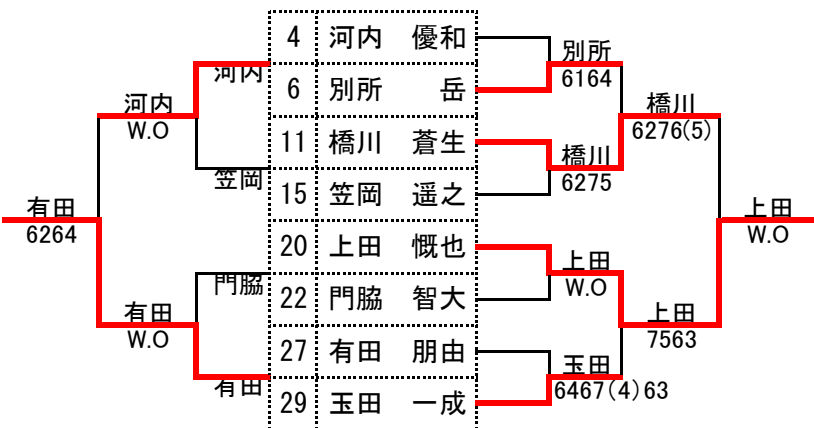 4 河内 優和
6 別所 岳
11 橋川 蒼生
15 笠岡 遥之
20 上田 慨也
22 門脇 智大
27 有田 朋由
29 玉田 一成
河内
笠岡
門脇
有田
河内
W.O
有田
W.O
有田
6264
別所
6164
橋川
6275
上田
W.O
玉田
6467(4)63
橋川
6276(5)
上田
7563
上田
W.O